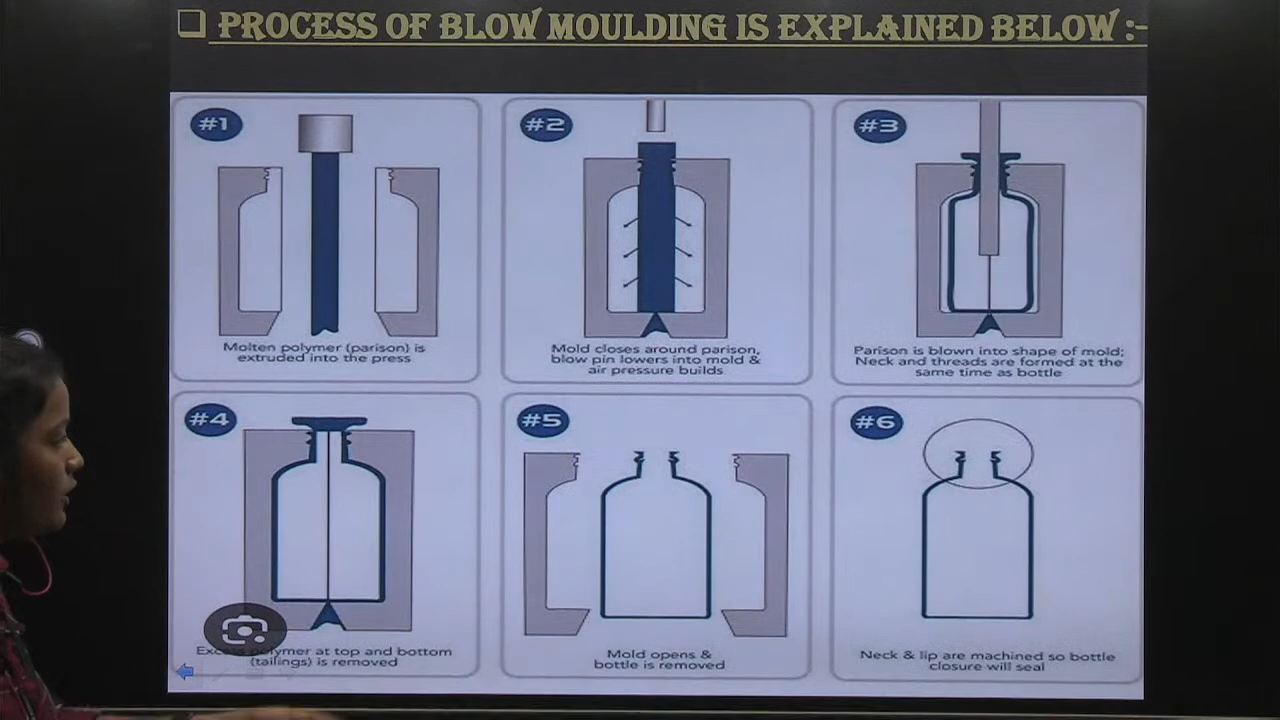 PROCESS OF BLOW MOULDING IS EXPLAINED BELOW :-
#1
Molten polymer (parison) is
extruded into the press
#2
Mold closes around parison,
blow pin lowers into mold &
air pressure builds
#3
Parison is blown into shape of mold;
Neck and threads are formed at the
same time as bottle
#4
Excess polymer at top and bottom
(tailings) is removed
#5
Mold opens &
bottle is removed
#6
Neck & lip are machined so bottle
closure will seal